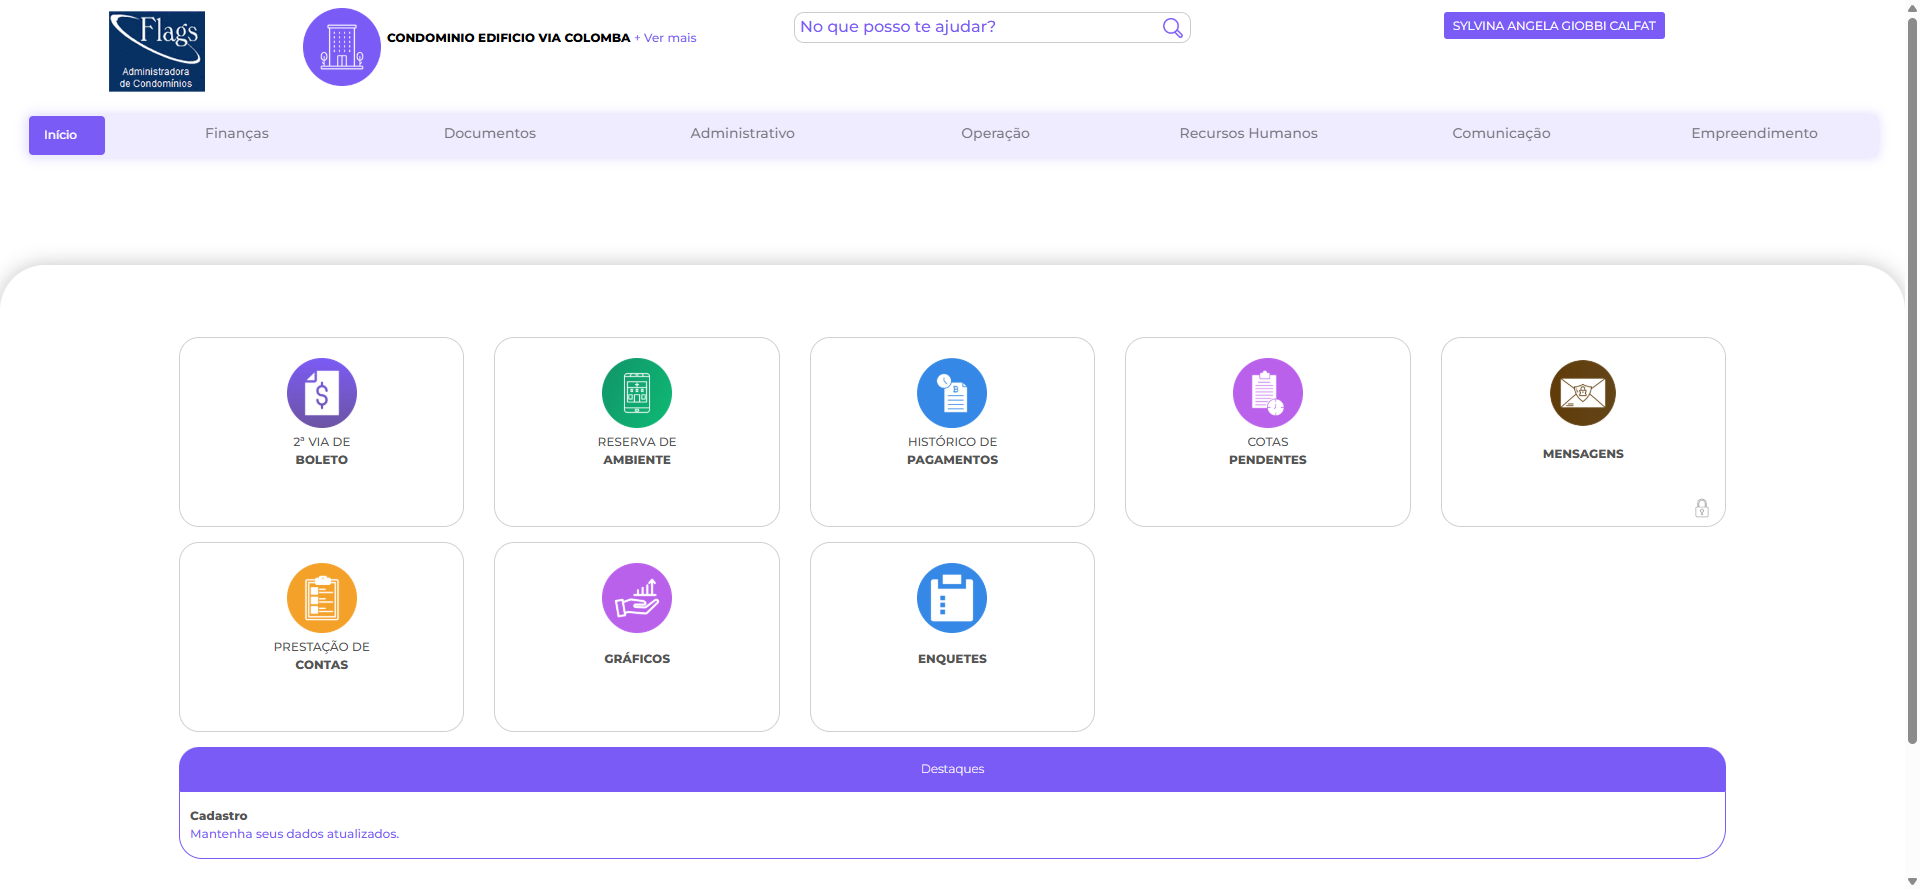 Flags
Administradora
de Condomínios
CONDOMINIO EDIFICIO VIA COLOMBA + Ver mais
No que posso te ajudar?
SYLVINA ANGELA GIOBBI CALFAT
Início
Finanças
Documentos
Administrativo
Operação
Recursos Humanos
Comunicação
Empreendimento
2ª VIA DE
BOLETO
RESERVA DE
AMBIENTE
HISTÓRICO DE
PAGAMENTOS
COTAS
PENDENTES
MENSAGENS
PRESTAÇÃO DE
CONTAS
GRÁFICOS
ENQUETES
Destaques
Cadastro
Mantenha seus dados atualizados.